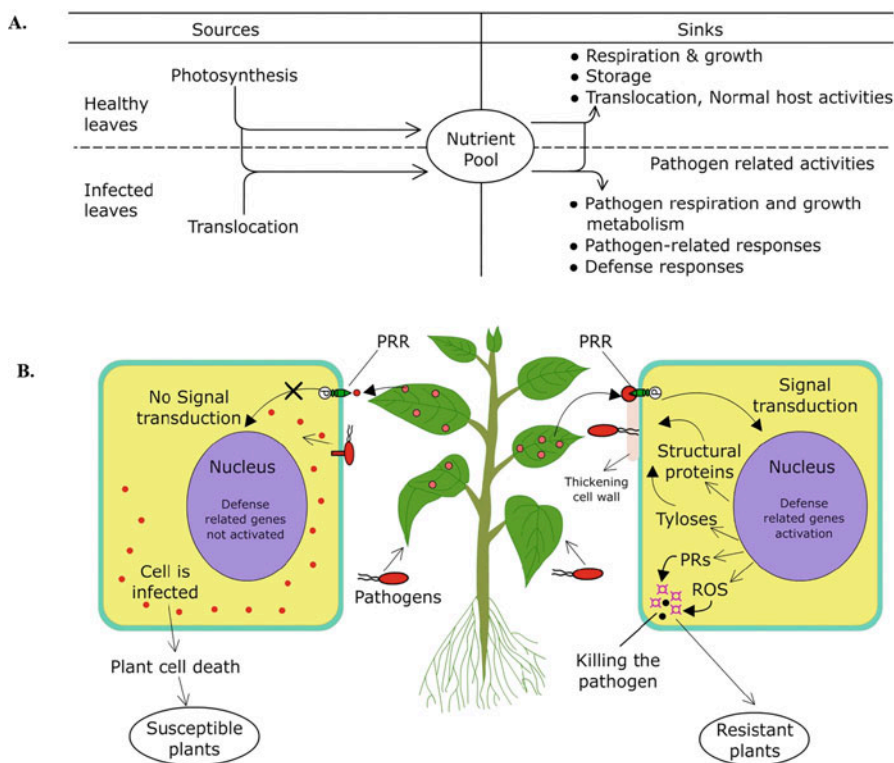 A.
Sources
Sinks
Photosynthesis
Healthy
leaves
Infected
leaves
Translocation
Nutrient
Pool
● Respiration & growth
● Storage
● Translocation, Normal host activities
Pathogen related activities
● Pathogen respiration and growth
metabolism
● Pathogen-related responses
● Defense responses
B.
PRR
No Signal
transduction
P
Nucleus
Defense
related genes
not activated
Cell is
infected
Plant cell death
Susceptible
plants
Pathogens
PRR
P
Signal
transduction
Thickening
cell wall
Structural
proteins
Tyloses
PRs
ROS
Nucleus
Defense
related genes
activation
Killing the
pathogen
Resistant
plants